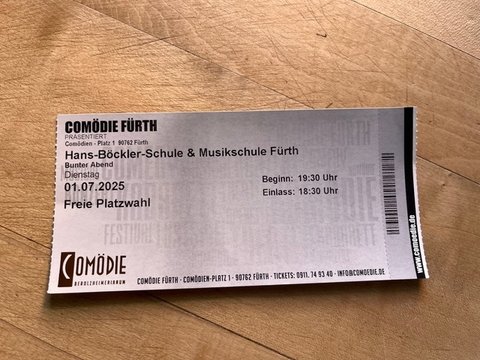 COMÖDIE FÜRTH
PRÄSENTIERT
Comödien - Platz 1 90762 Fürth
Hans-Böckler-Schule & Musikschule Fürth
Bunter Abend
Dienstag
01.07.2025
Beginn: 19:30 Uhr
Einlass: 18:30 Uhr
Freie Platzwahl
COMÖDIE
BEROLZHEIMERIANUM
COMÖDIE FÜRTH · COMÖDIEN-PLATZ 1 · 90762 FÜRTH · TICKETS: 0911. 74 93 40 · INFO@COMOEDIE.DE
www.comoedie.de